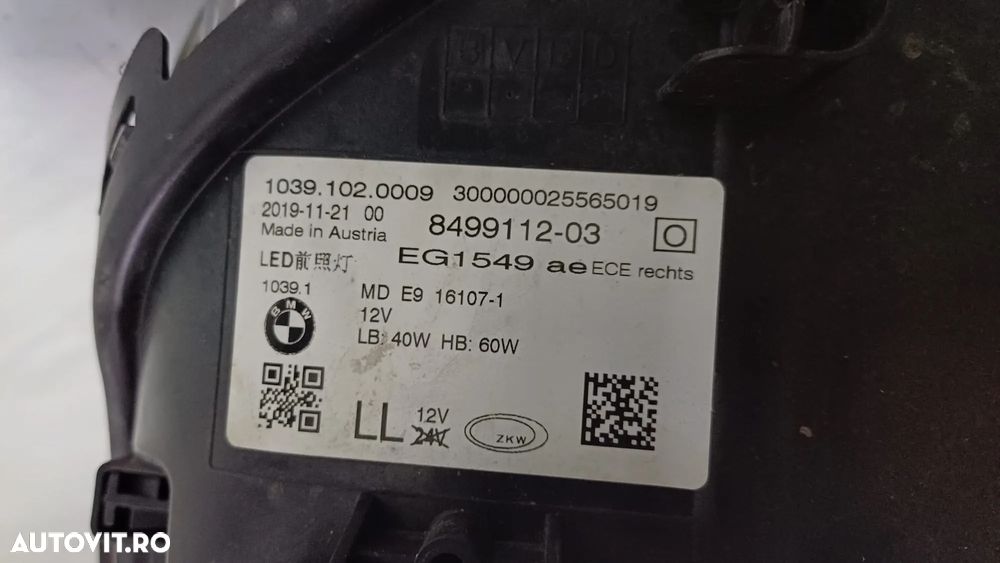 BVLD
1039.102.0009 300000025565019
2019-11-21 00
8499112-03 O
Made in Austria
EG1549 ae ECE rechts
LED前照灯
1039.1
MD E9 16107-1
BMW
12V
LB: 40W HB: 60W
LL 12V
24V
ZKW
AUTOVIT.RO